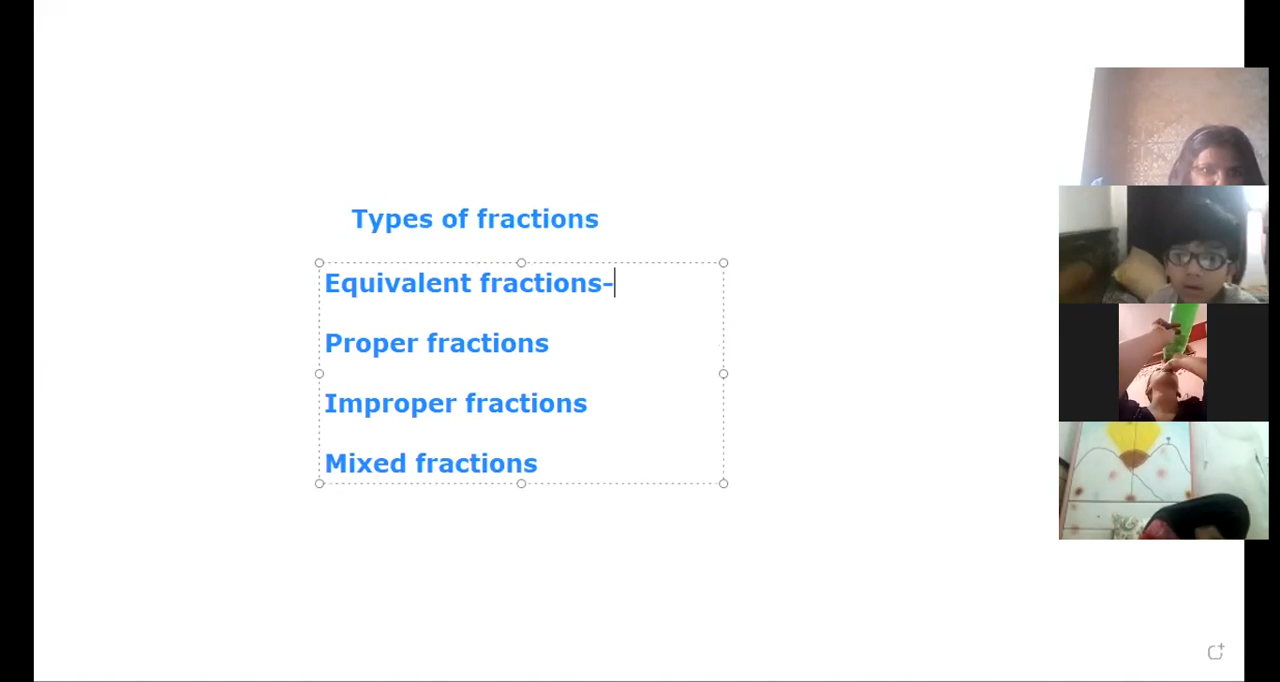 Types of fractions
Equivalent fractions-
Proper fractions
Improper fractions
Mixed fractions